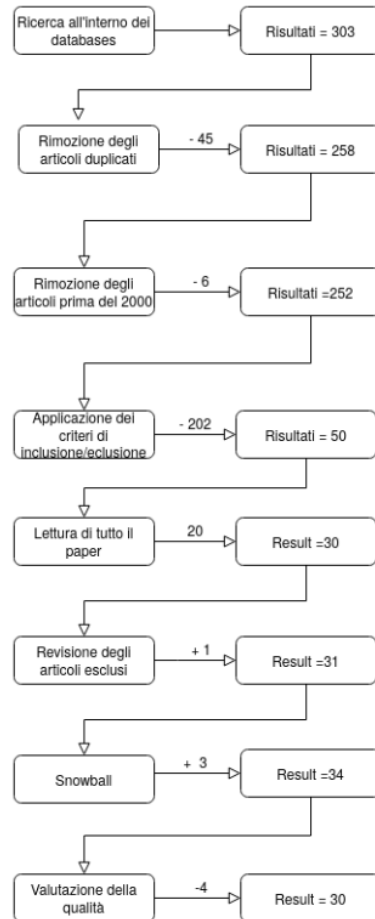 Ricerca all'interno dei
databases
Risultati = 303
Rimozione degli
articoli duplicati
- 45
Risultati = 258
Rimozione degli
articoli prima del 2000
- 6
Risultati =252
Applicazione dei
criteri di
inclusione/eclusione
- 202
Risultati = 50
Lettura di tutto il
paper
20
Result =30
Revisione degli
articoli esclusi
+ 1
Result =31
Snowball
+ 3
Result =34
Valutazione della
qualità
-4
Result = 30